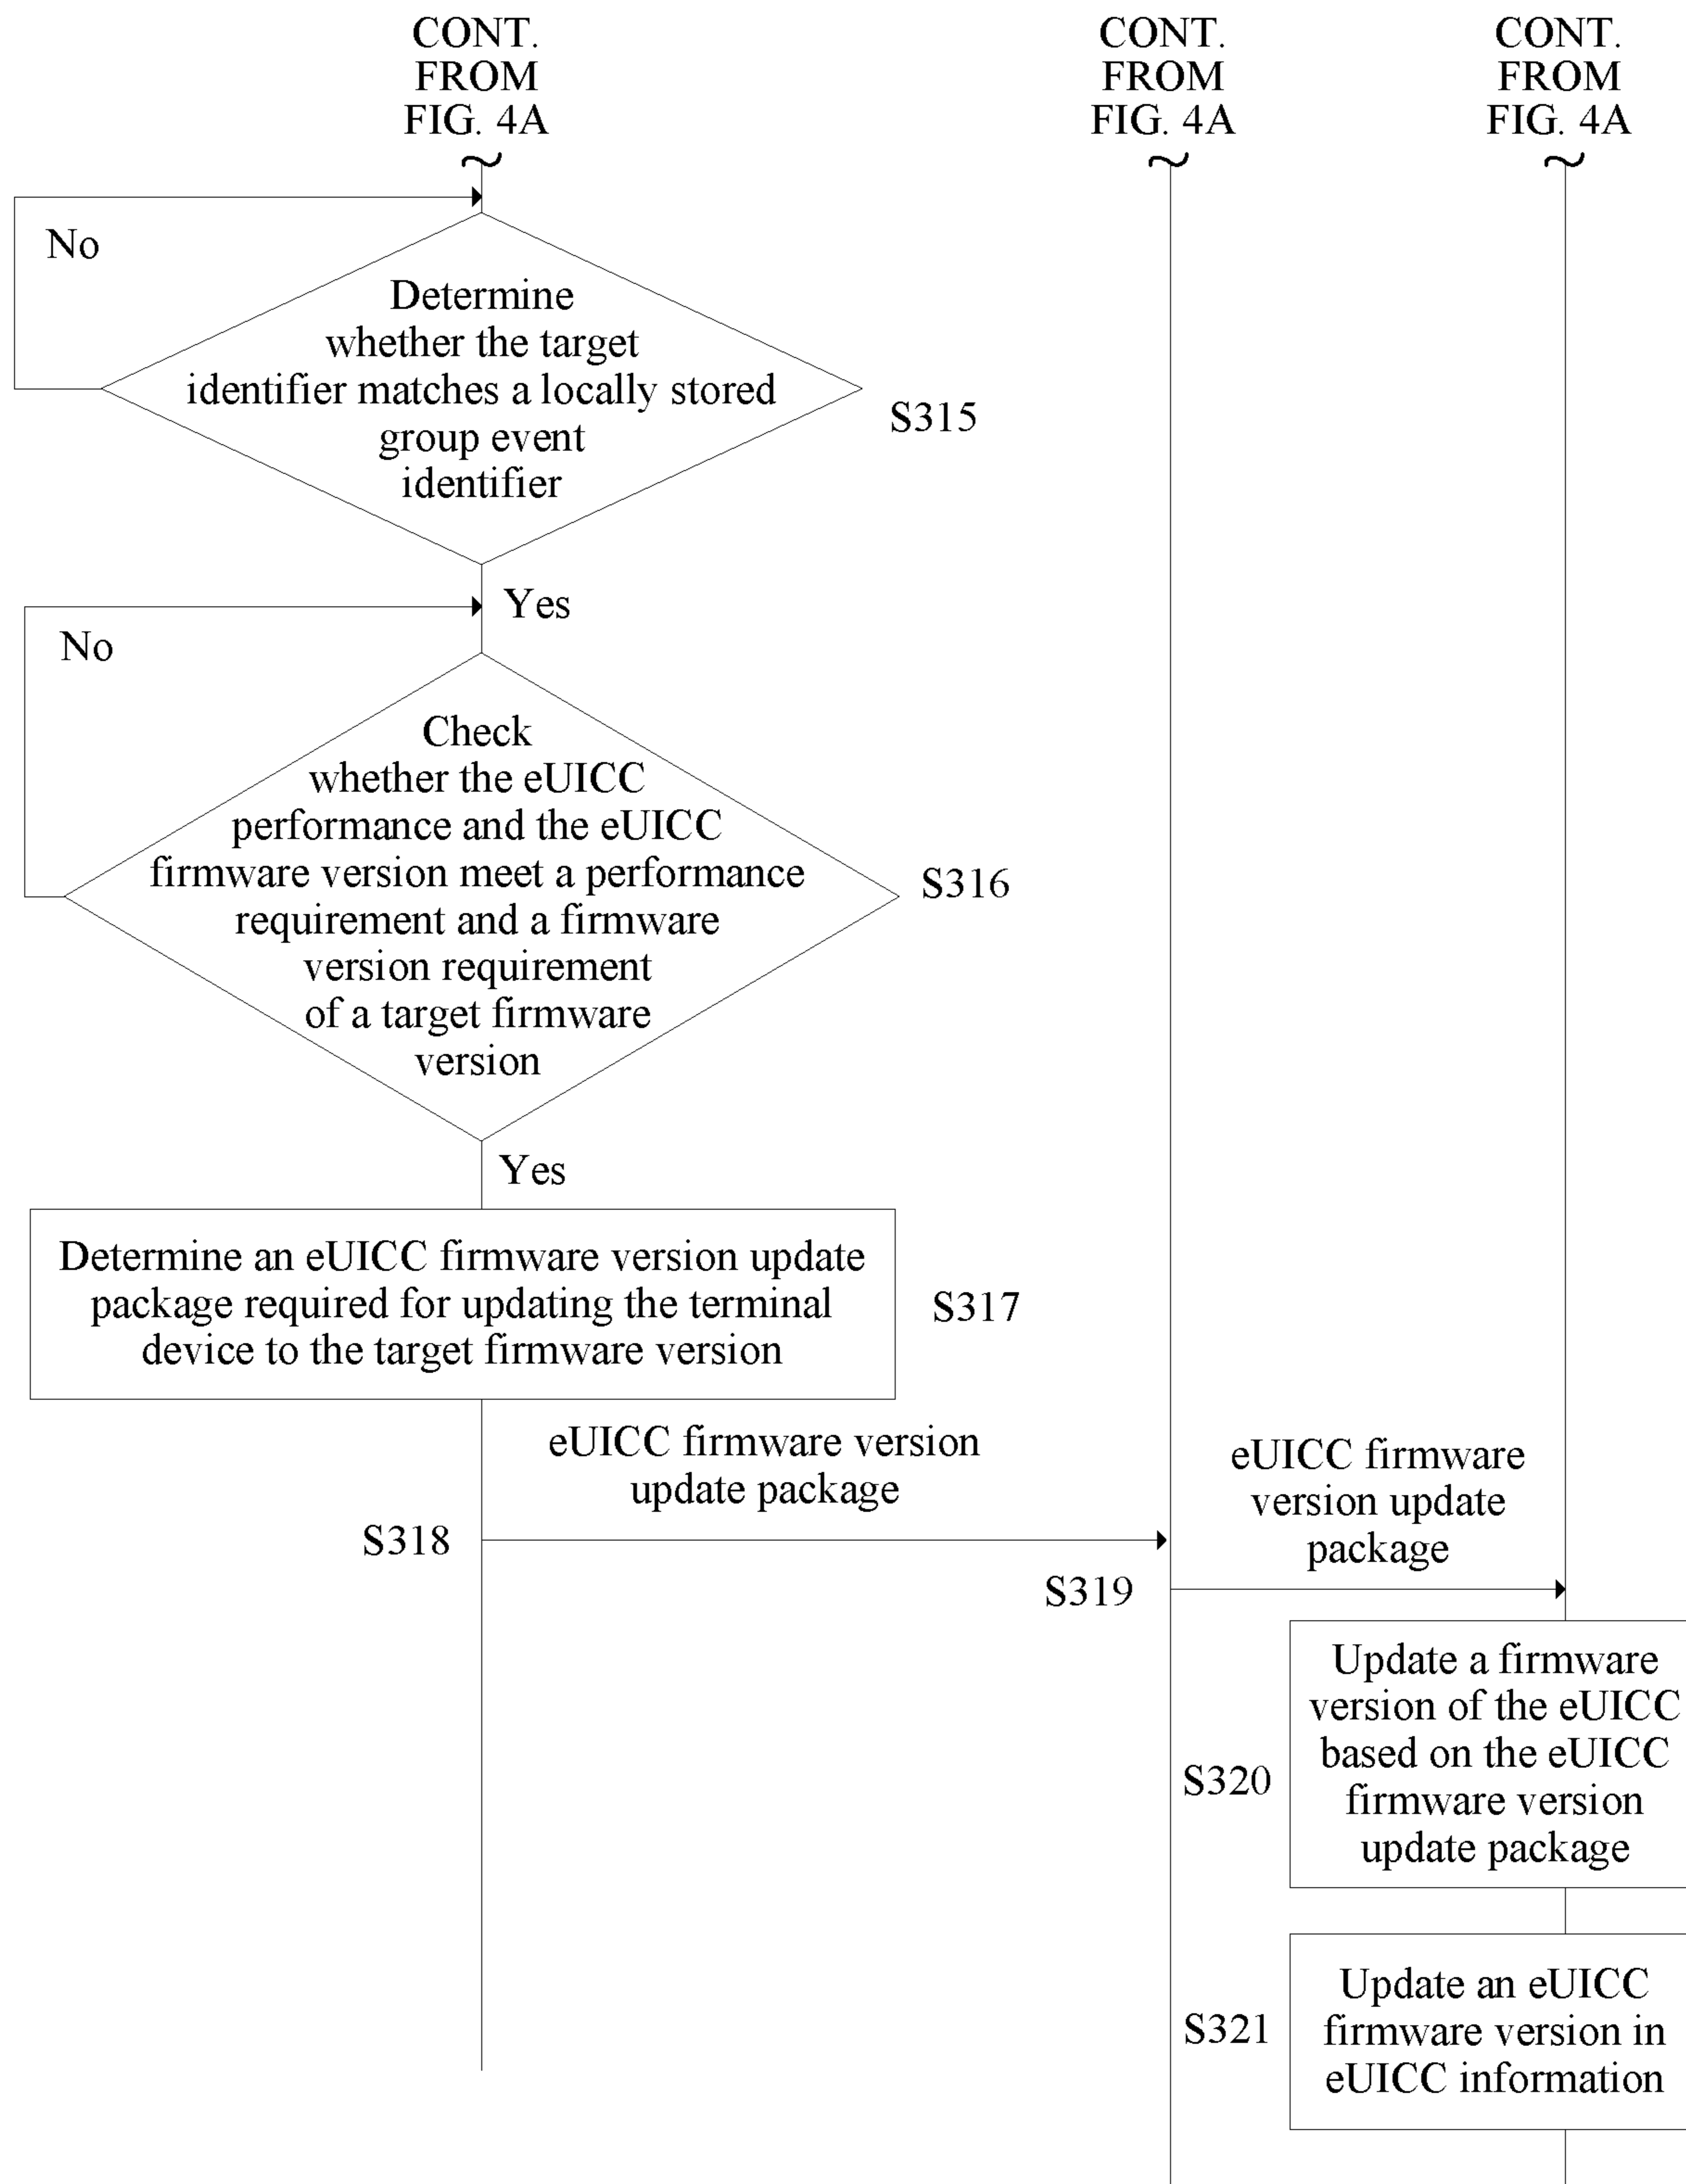 CONT.
FROM
FIG. 4A
CONT.
FROM
FIG. 4A
CONT.
FROM
FIG. 4A
No
Determine
whether the target
identifier matches a locally stored
group event
identifier
S315
Yes
No
Check
whether the eUICC
performance and the eUICC
firmware version meet a performance
requirement and a firmware
version requirement
of a target firmware
version
S316
Yes
Determine an eUICC firmware version update
package required for updating the terminal
device to the target firmware version
S317
eUICC firmware version
update package
S318
eUICC firmware
version update
package
S319
Update a firmware
version of the eUICC
based on the eUICC
firmware version
update package
S320
Update an eUICC
firmware version in
eUICC information
S321